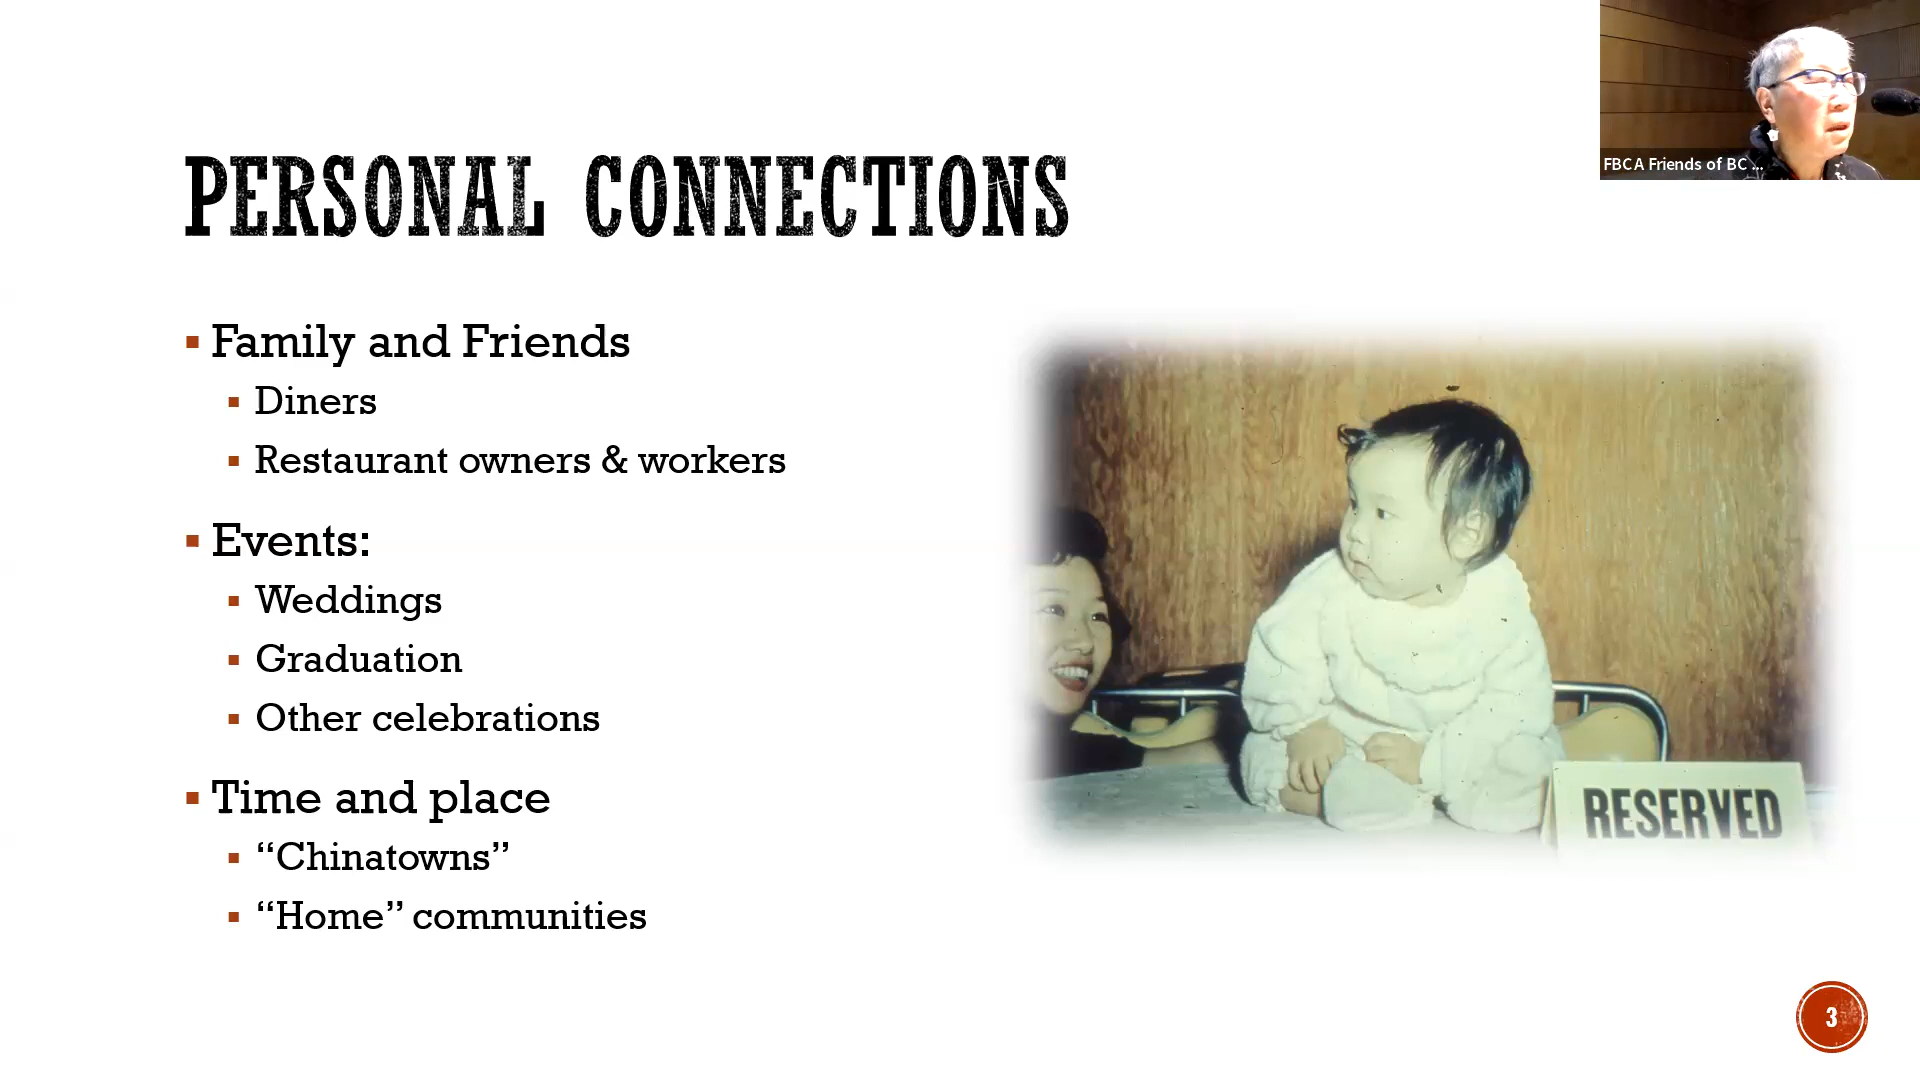 FBCA Friends of BC ...
PERSONAL CONNECTIONS
Family and Friends
Diners
Restaurant owners & workers
Events:
Weddings
Graduation
Other celebrations
Time and place
“Chinatowns”
“Home” communities
RESERVED
3